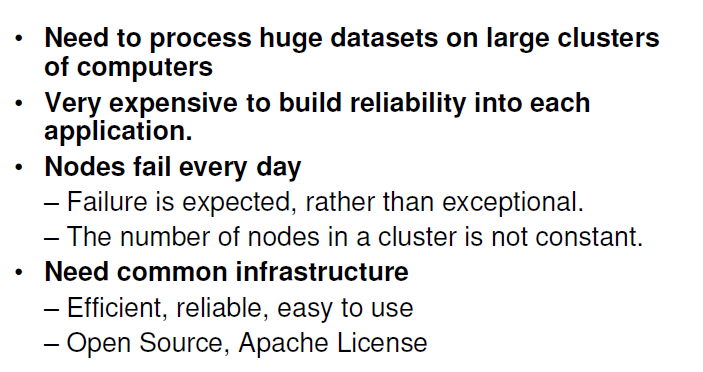 • Need to process huge datasets on large clusters
of computers
• Very expensive to build reliability into each
application.
• Nodes fail every day
– Failure is expected, rather than exceptional.
– The number of nodes in a cluster is not constant.
• Need common infrastructure
– Efficient, reliable, easy to use
– Open Source, Apache License